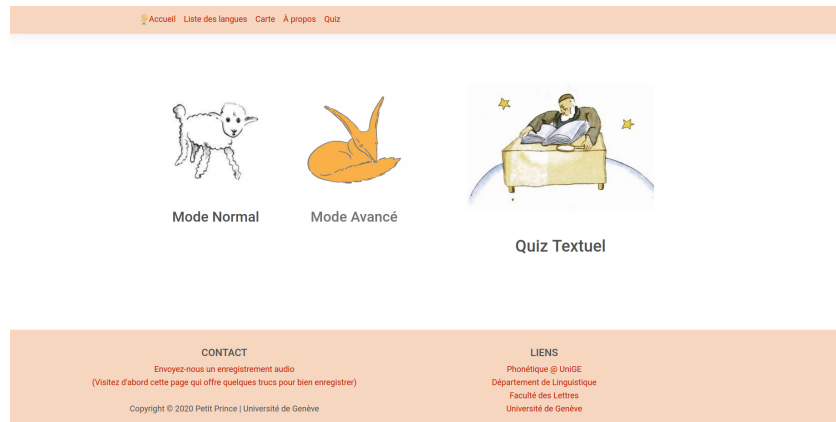 Accueil Liste des langues Carte À propos Quiz
Mode Normal
Mode Avancé
Quiz Textuel
CONTACT
Envoyez-nous un enregistrement audio
(Visitez d'abord cette page qui offre quelques trucs pour bien enregistrer)
Copyright © 2020 Petit Prince | Université de Genève
LIENS
Phonétique @ UniGE
Département de Linguistique
Faculté des Lettres
Université de Genève